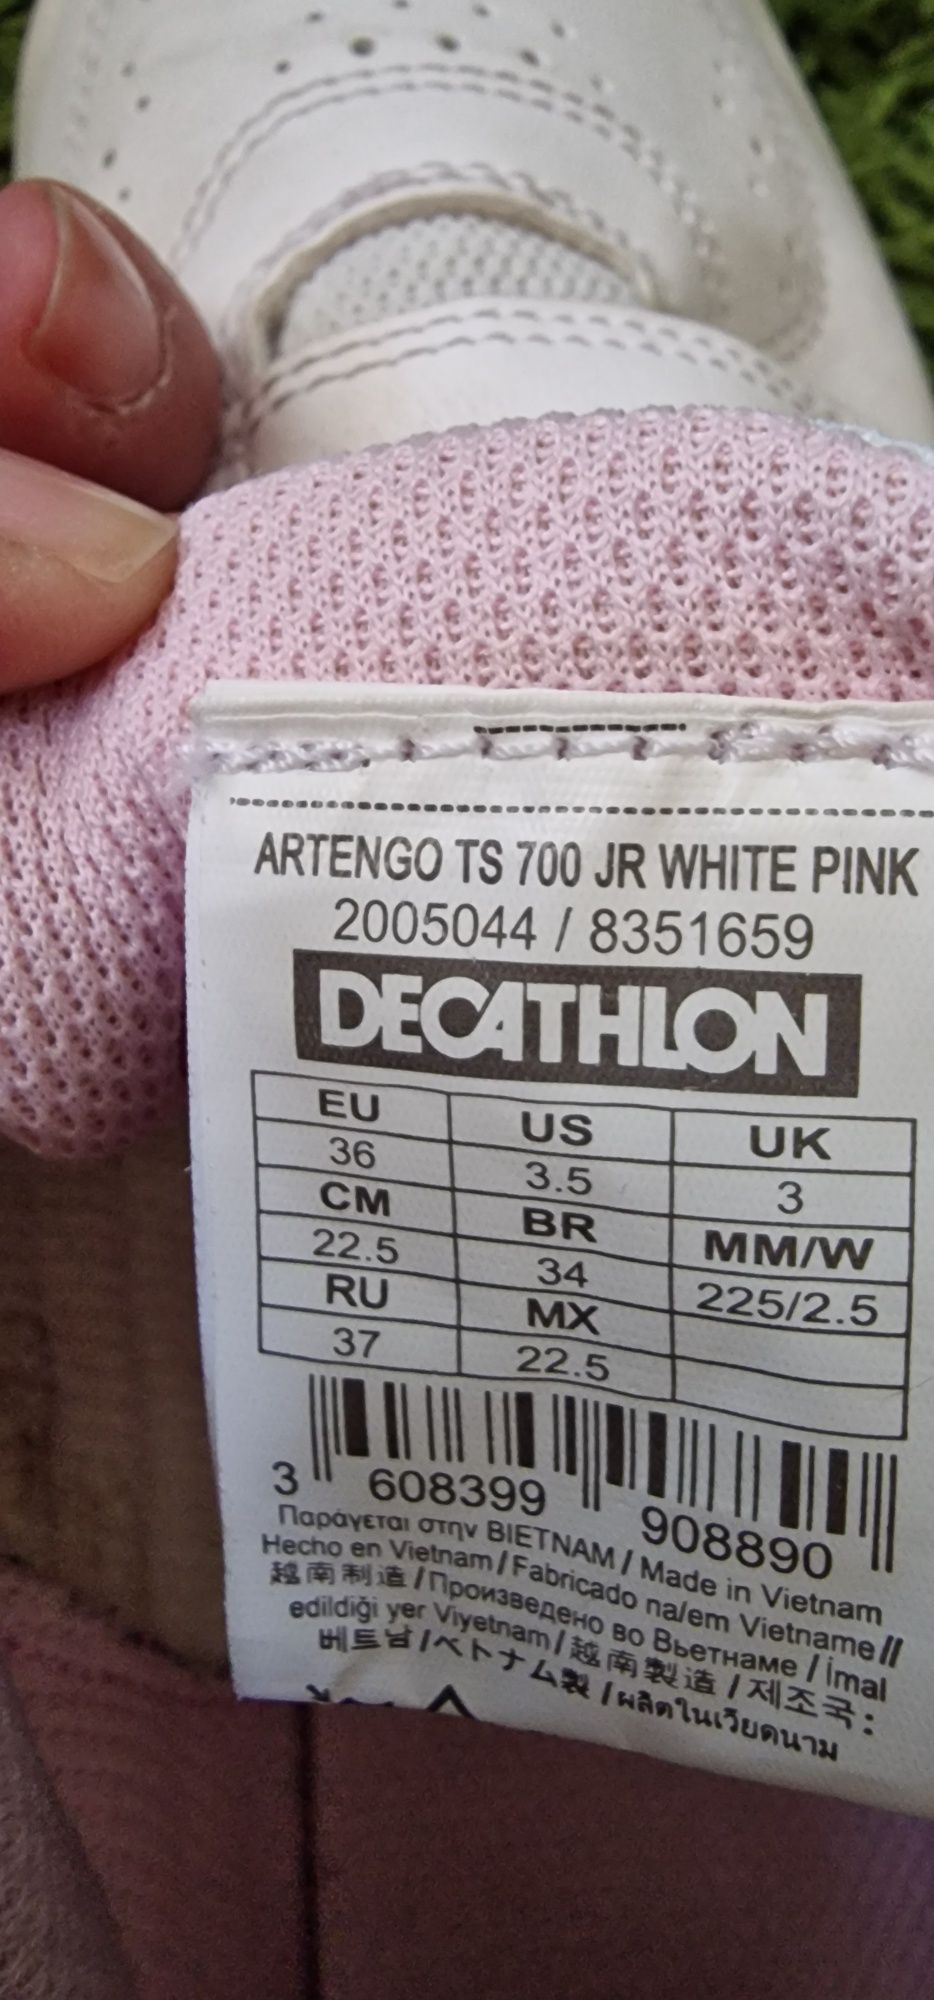 ARTENGO TS 700 JR WHITE PINK
2005044 / 8351659
DECATHLON
EU US UK
36 3.5 3
CM BR MM/W
22.5 34 225/2.5
RU MX
37 22.5
3 608399 908890
Παράγεται στην ΒΙΕΤΝΑΜ / Made in Vietnam
Hecho en Vietnam / Fabricado na/em Vietname //
越南制造 / Произведено во Вьетнаме / İmal
edildiği yer Viyetnam / 越南製造 / 제조국 :
베트남 / ベトナム製 / ผลิตในเวียดนาม